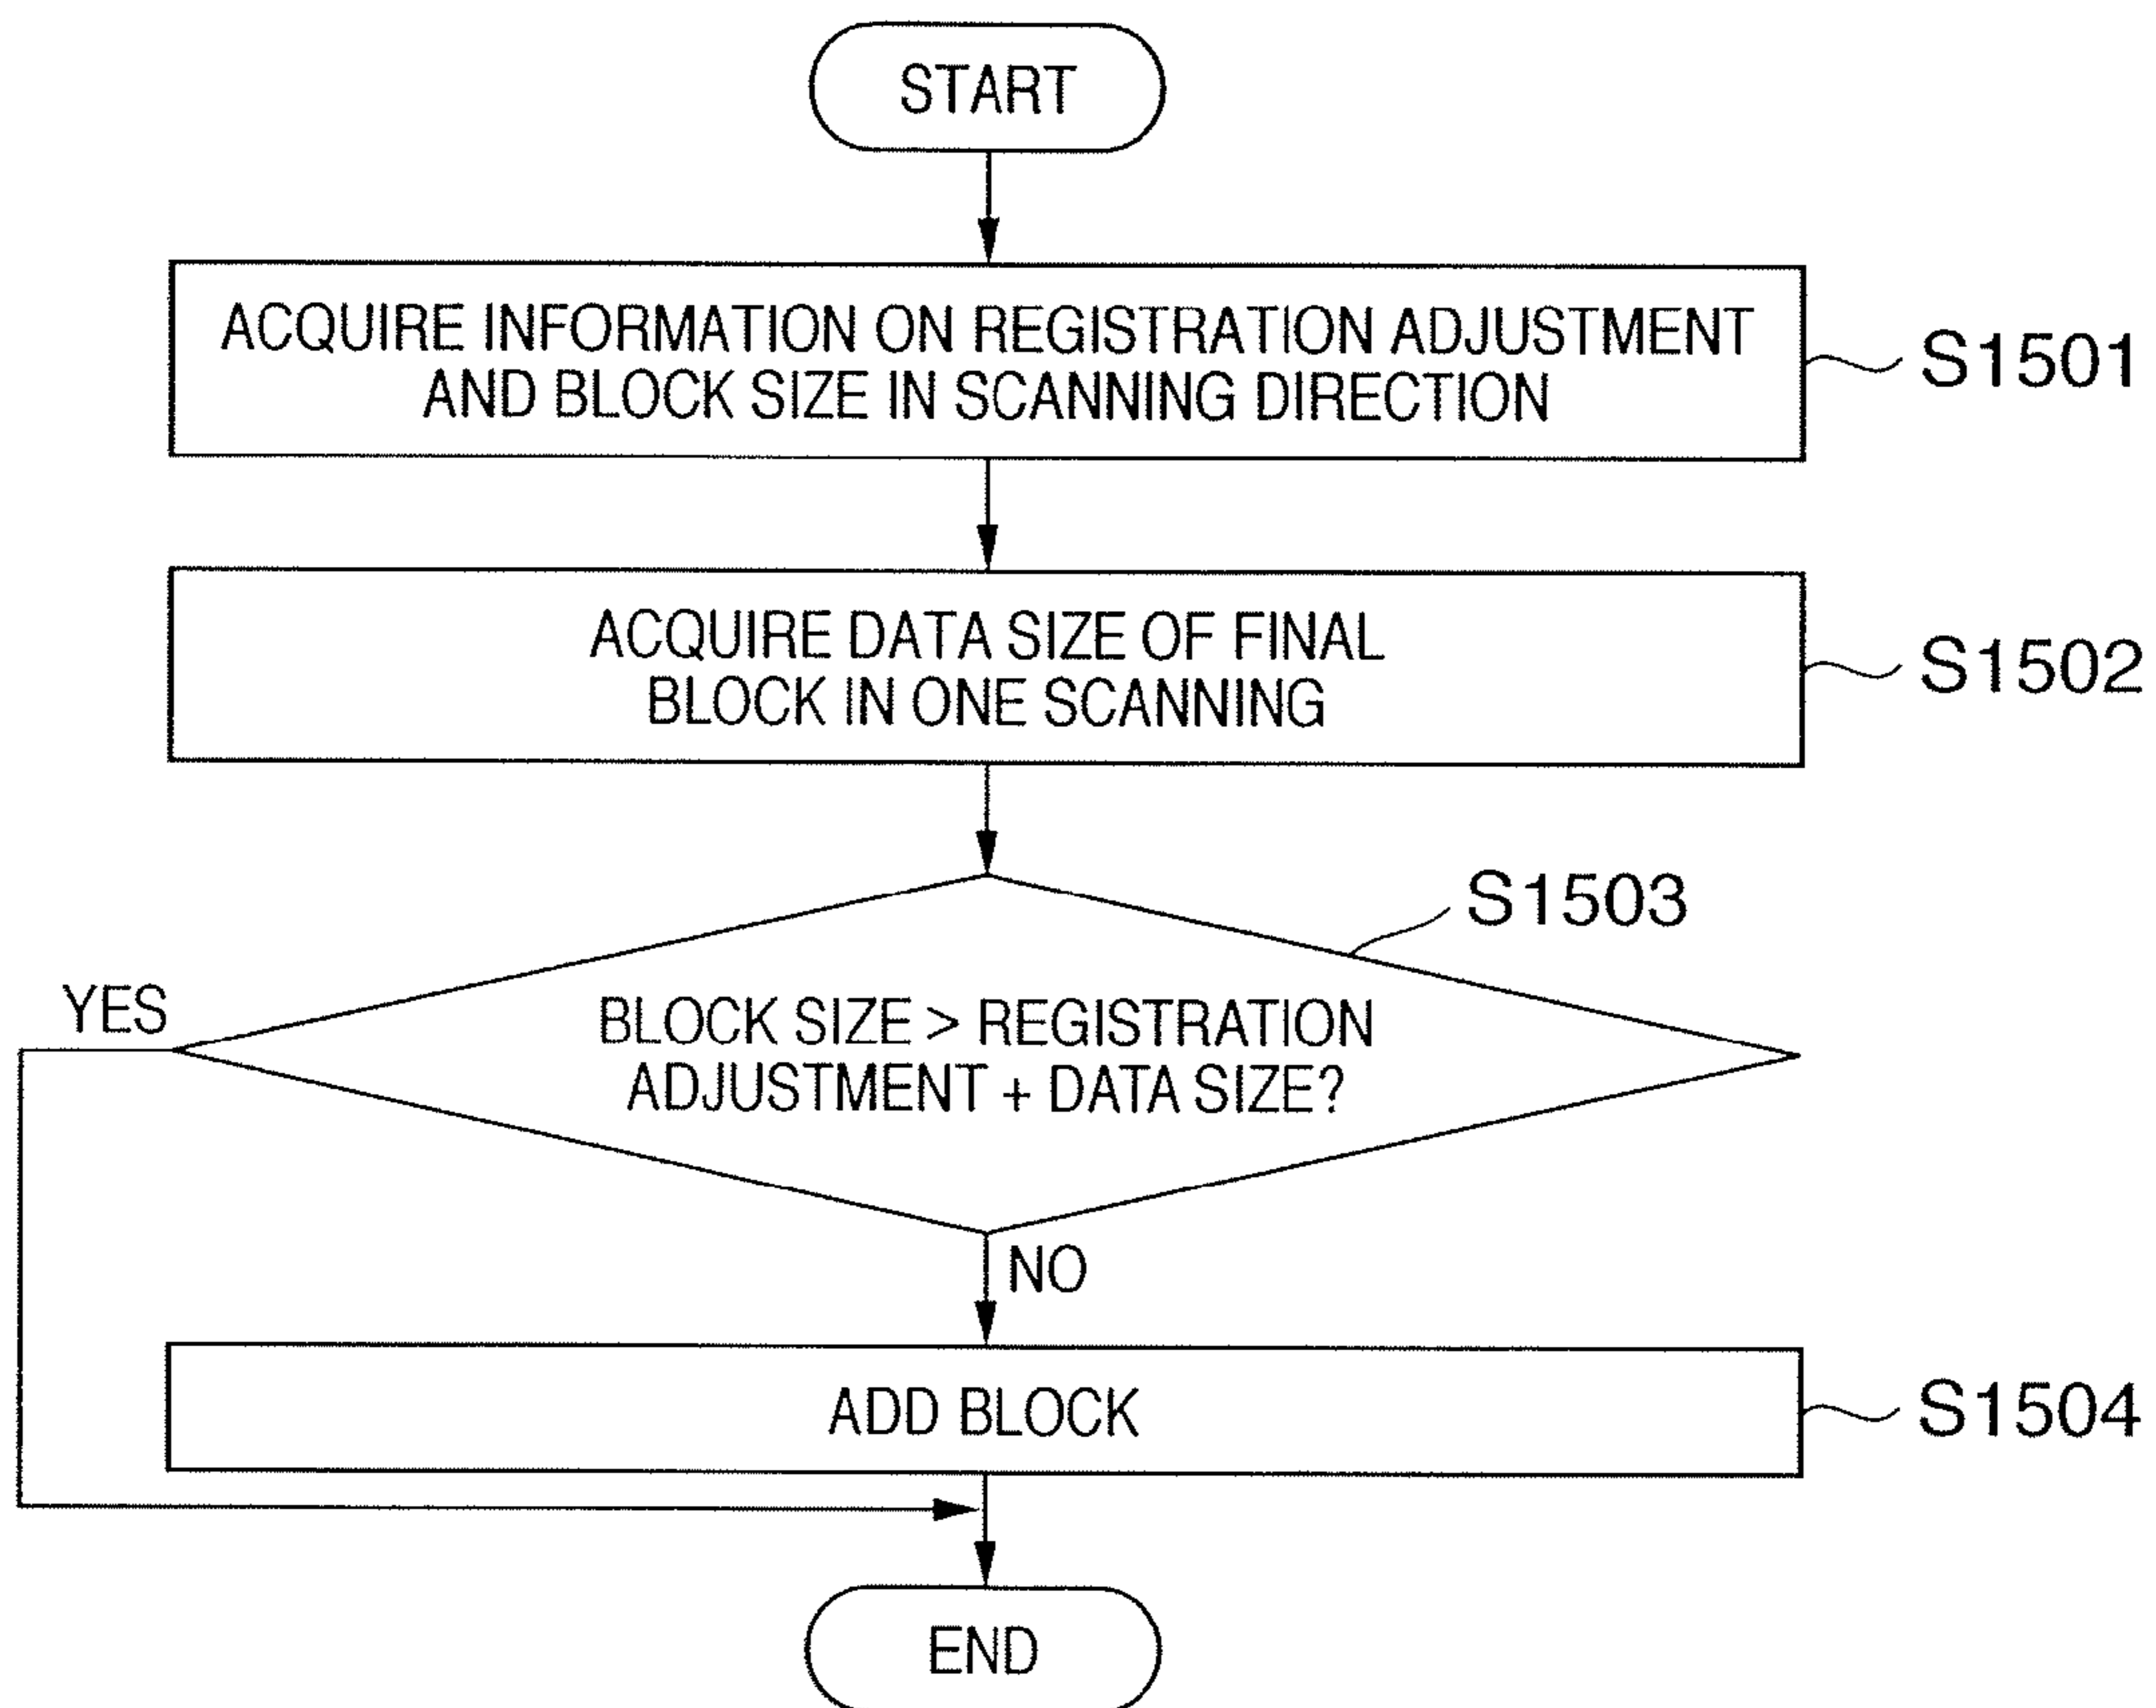 START
ACQUIRE INFORMATION ON REGISTRATION ADJUSTMENT
AND BLOCK SIZE IN SCANNING DIRECTION
S1501
ACQUIRE DATA SIZE OF FINAL
BLOCK IN ONE SCANNING
S1502
S1503
YES
BLOCK SIZE > REGISTRATION
ADJUSTMENT + DATA SIZE?
NO
ADD BLOCK
S1504
END